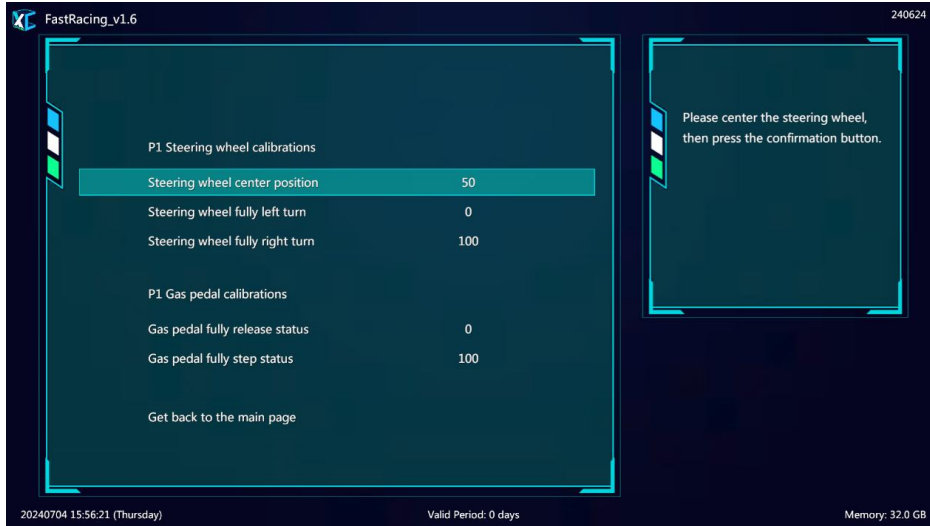 FastRacing_v1.6
240624
P1 Steering wheel calibrations
Steering wheel center position 50
Steering wheel fully left turn 0
Steering wheel fully right turn 100
P1 Gas pedal calibrations
Gas pedal fully release status 0
Gas pedal fully step status 100
Get back to the main page
Please center the steering wheel,
then press the confirmation button.
20240704 15:56:21 (Thursday)
Valid Period: 0 days
Memory: 32.0 GB